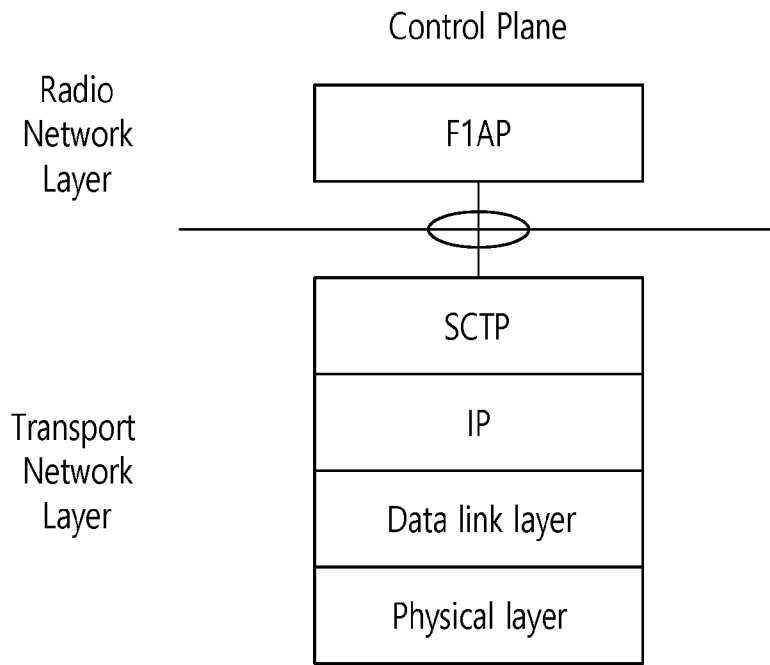 Control Plane
Radio
Network
Layer
F1AP
SCTP
IP
Transport
Network
Layer
Data link layer
Physical layer